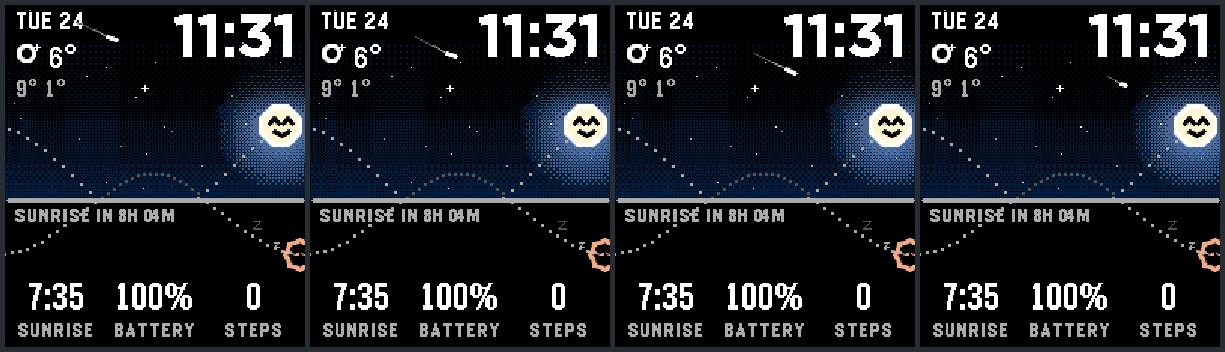 TUE 24 11:31
6°
9° 1°
SUNRISE IN 8H 04M
Z
Z
7:35 100% 0
SUNRISE BATTERY STEPS
TUE 24 11:31
6°
9° 1°
SUNRISE IN 8H 04M
Z
Z
7:35 100% 0
SUNRISE BATTERY STEPS
TUE 24 11:31
6°
9° 1°
SUNRISE IN 8H 04M
Z
Z
7:35 100% 0
SUNRISE BATTERY STEPS
TUE 24 11:31
6°
9° 1°
SUNRISE IN 8H 04M
Z
Z
7:35 100% 0
SUNRISE BATTERY STEPS